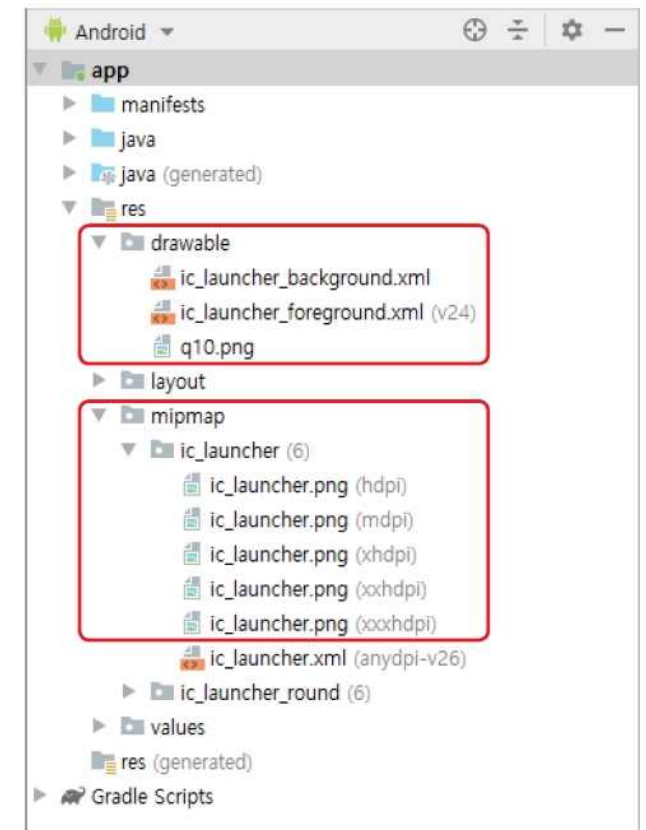 Android
app
manifests
java
java (generated)
res
drawable
ic_launcher_background.xml
ic_launcher_foreground.xml (v24)
q10.png
layout
mipmap
ic_launcher (6)
ic_launcher.png (hdpi)
ic_launcher.png (mdpi)
ic_launcher.png (xhdpi)
ic_launcher.png (xxhdpi)
ic_launcher.png (xxxhdpi)
ic_launcher.xml (anydpi-v26)
ic_launcher_round (6)
values
res (generated)
Gradle Scripts